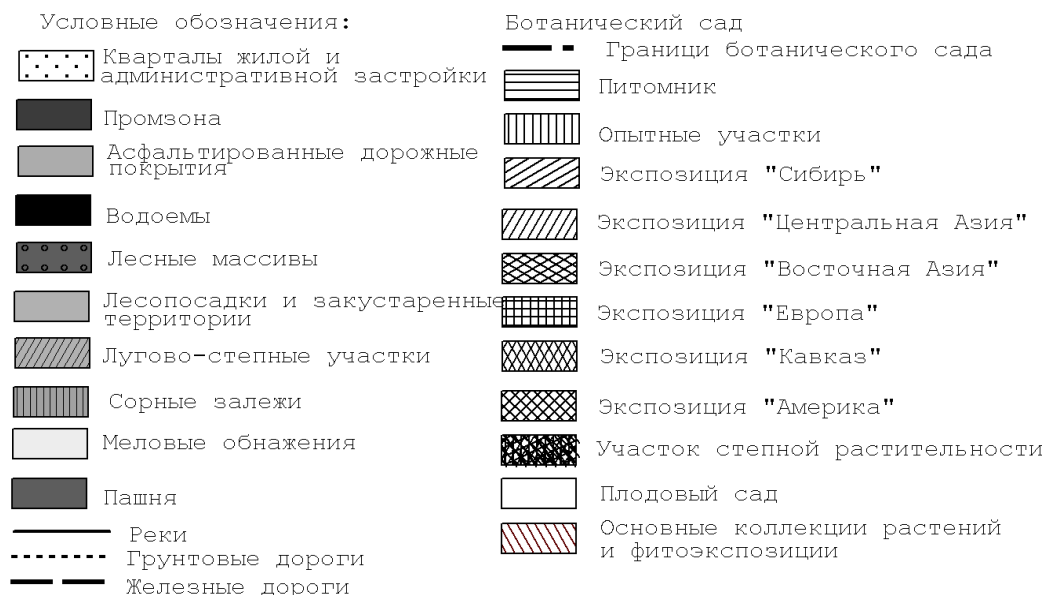 Условные обозначения:
Кварталы жилой и
административной застройки
Промзона
Асфальтированные дорожные
покрытия
Водоемы
Лесные массивы
Лесопосадки и закустаренные
территории
Лугово-степные участки
Сорные залежи
Меловые обнажения
Пашня
Реки
Грунтовые дороги
Железные дороги
Ботанический сад
Граници ботанического сада
Питомник
Опытные участки
Экспозиция "Сибирь"
Экспозиция "Центральная Азия"
Экспозиция "Восточная Азия"
Экспозиция "Европа"
Экспозиция "Кавказ"
Экспозиция "Америка"
Участок степной растительности
Плодовый сад
Основные коллекции растений
и фитоэкспозиции